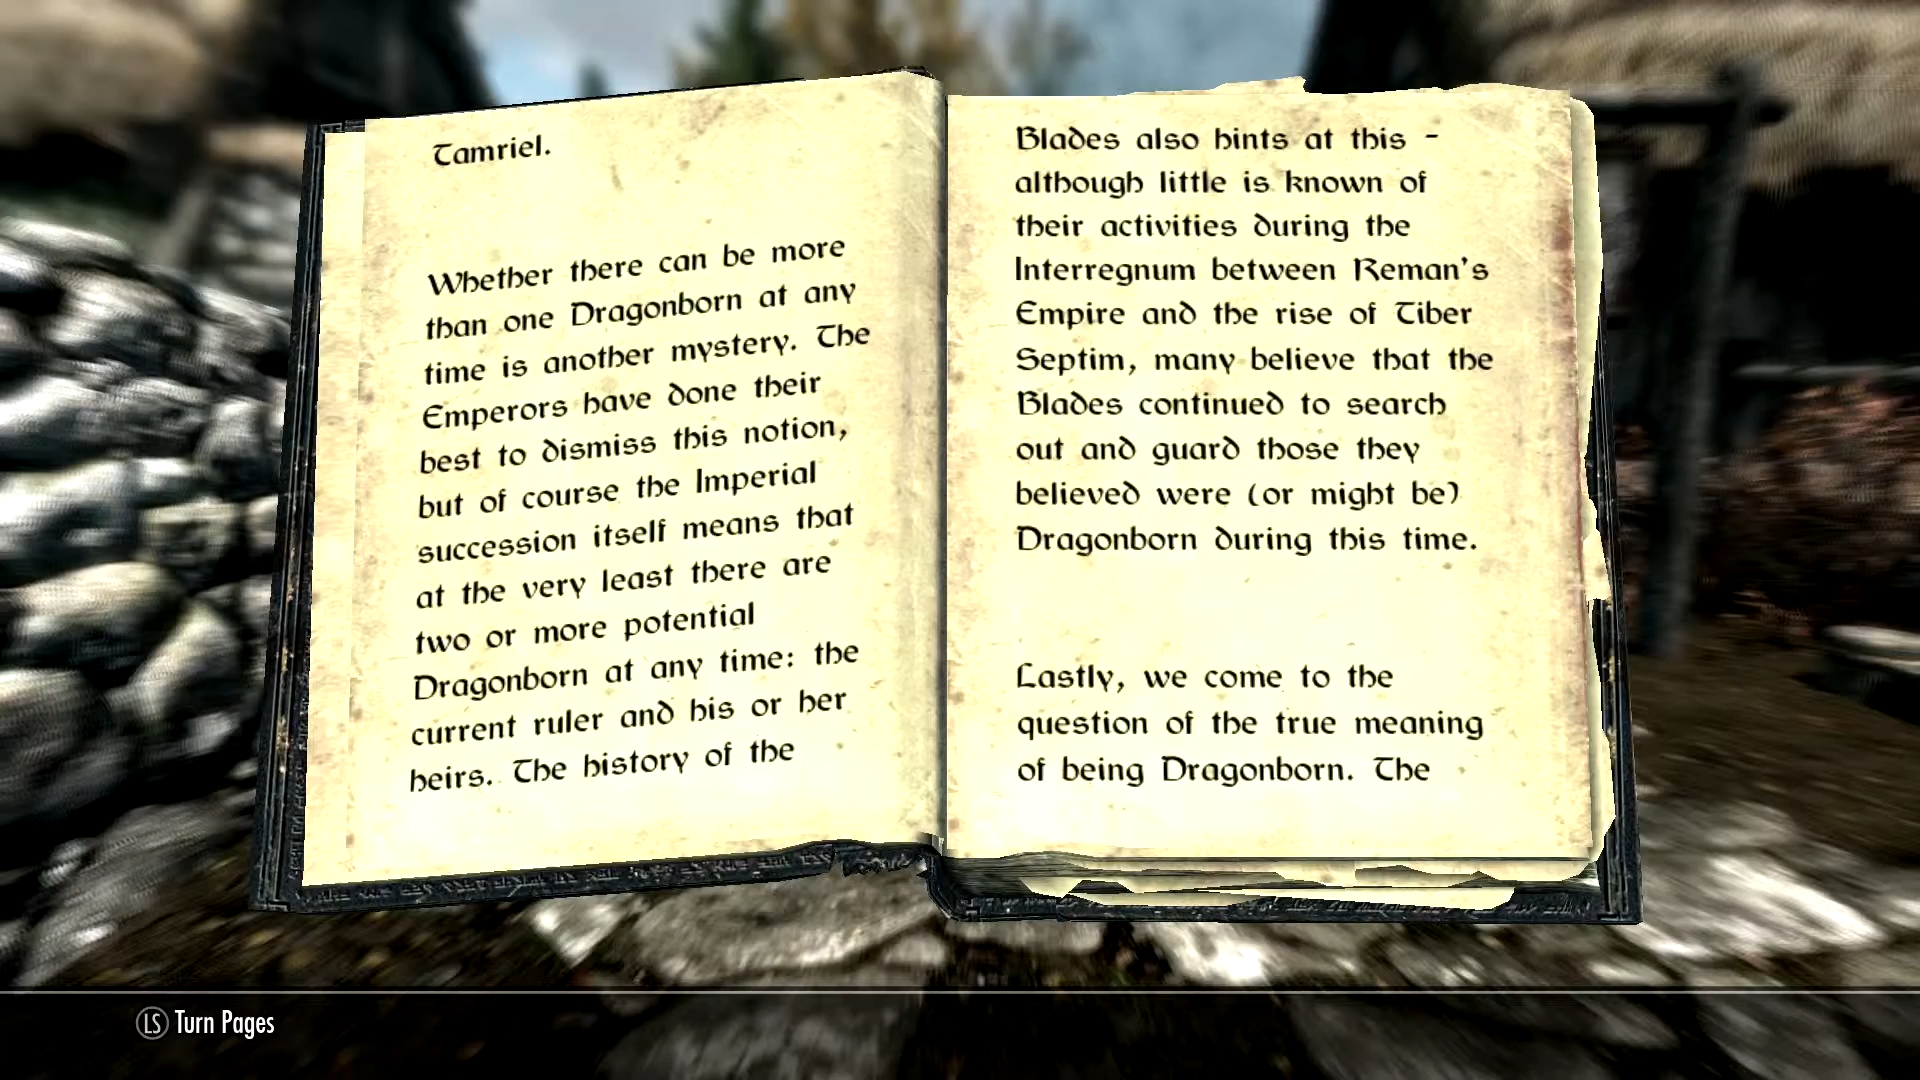 Tamriel.
Whether there can be more
than one Dragonborn at any
time is another mystery. The
Emperors have done their
best to dismiss this notion,
but of course the Imperial
succession itself means that
at the very least there are
two or more potential
Dragonborn at any time: the
current ruler and his or her
heirs. The history of the
Blades also hints at this -
although little is known of
their activities during the
Interregnum between Reman's
Empire and the rise of Tiber
Septim, many believe that the
Blades continued to search
out and guard those they
believed were (or might be)
Dragonborn during this time.
Lastly, we come to the
question of the true meaning
of being Dragonborn. The
LS Turn Pages